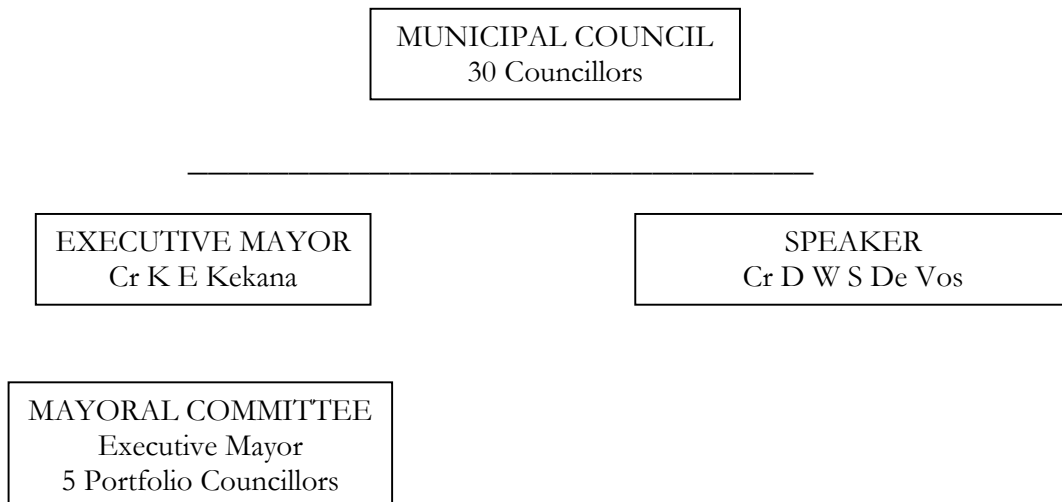 MUNICIPAL COUNCIL
30 Councillors
EXECUTIVE MAYOR
Cr K E Kekana
SPEAKER
Cr D W S De Vos
MAYORAL COMMITTEE
Executive Mayor
5 Portfolio Councillors